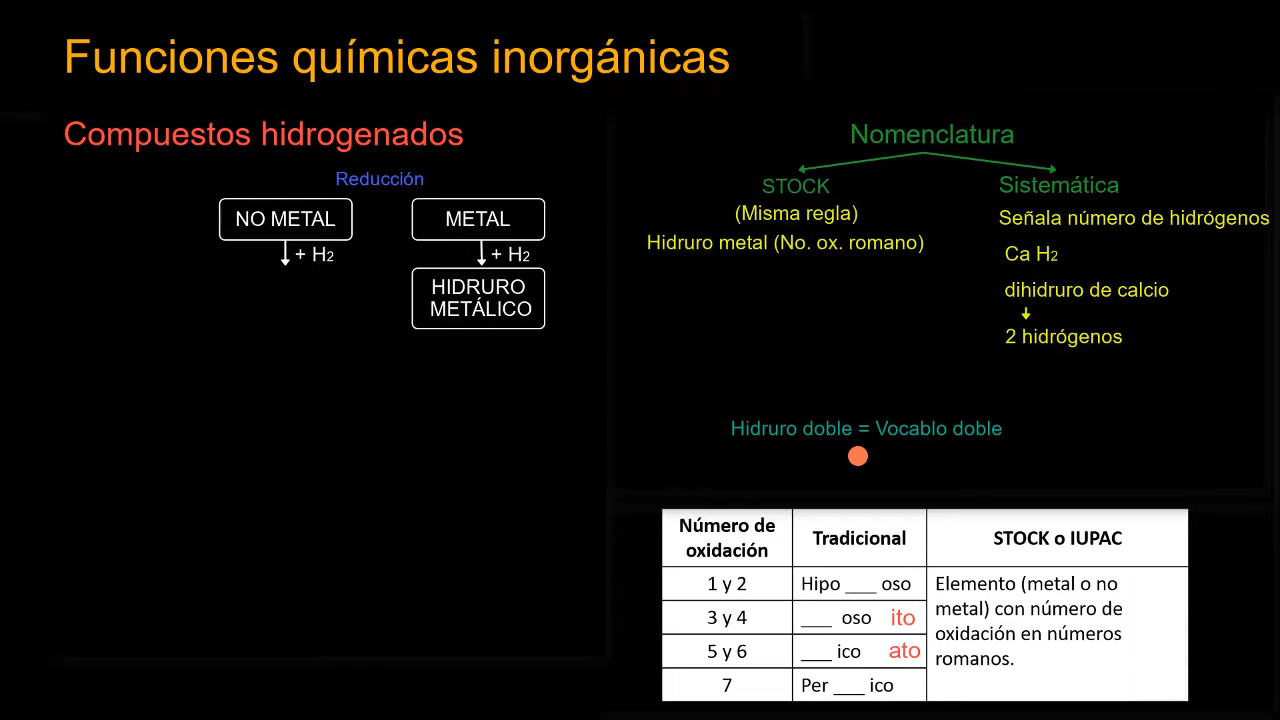 Funciones químicas inorgánicas
Compuestos hidrogenados
Reducción
NO METAL
METAL
+ H₂
+ H₂
HIDRURO
METÁLICO
Nomenclatura
STOCK
(Misma regla)
Hidruro metal (No. ox. romano)
Sistemática
Señala número de hidrógenos
Ca H₂
dihidruro de calcio
2 hidrógenos
Hidruro doble = Vocablo doble
Número de
oxidación
Tradicional
STOCK o IUPAC
1 y 2
Hipo ___ oso
3 y 4
___ oso ito
5 y 6
___ ico ato
7
Per ___ ico
Elemento (metal o no
metal) con número de
oxidación en números
romanos.